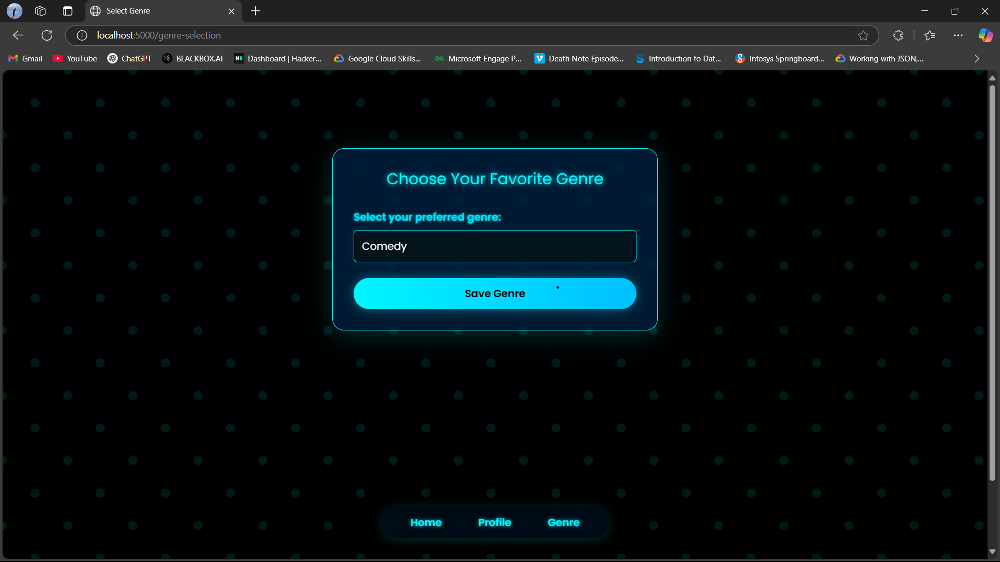 Select Genre
localhost:5000/genre-selection
Gmail YouTube ChatGPT BLACKBOX.AI Dashboard | Hacker... Google Cloud Skills... Microsoft Engage P... Death Note Episode... Introduction to Dat... Infosys Springboard... Working with JSON,...
Choose Your Favorite Genre
Select your preferred genre:
Comedy
Save Genre
Home Profile Genre